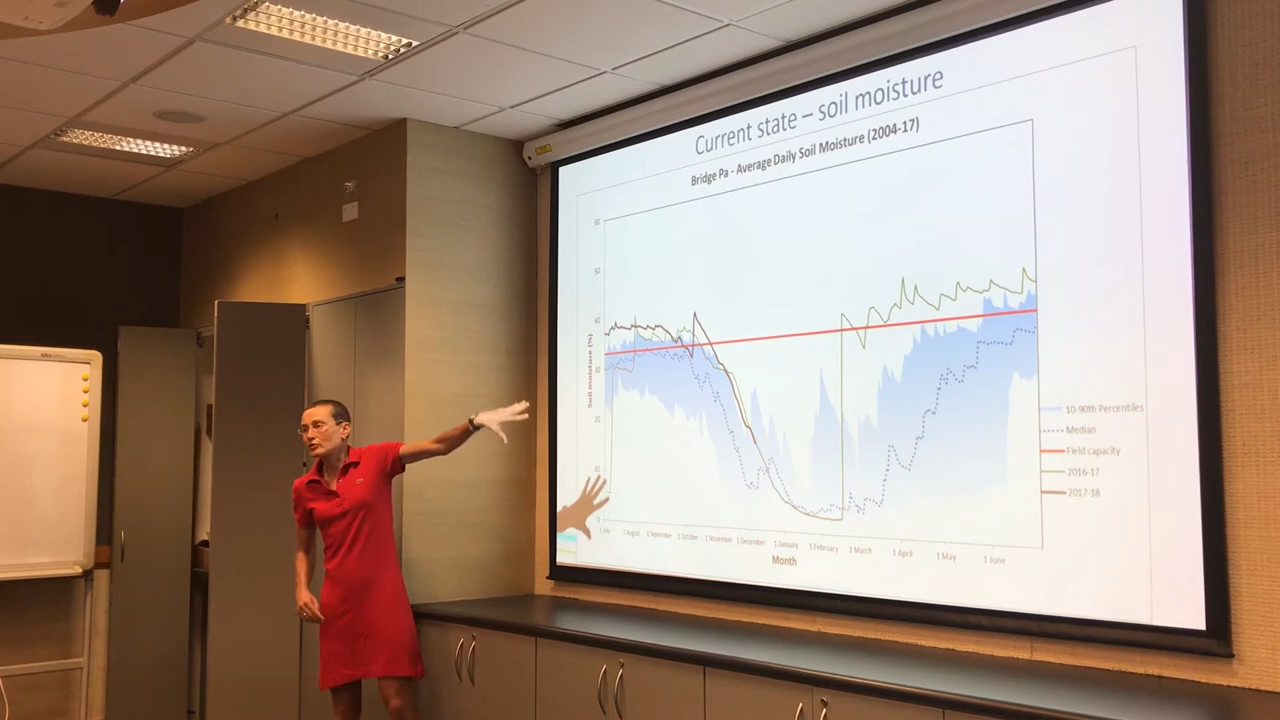 Current state – soil moisture
Bridge Pa - Average Daily Soil Moisture (2004-17)
60
50
40
30
20
10
0
Soil moisture (%)
1 July 1 August 1 September 1 October 1 November 1 December 1 January 1 February 1 March 1 April 1 May 1 June
Month
10-90th Percentiles
Median
Field capacity
2016-17
2017-18